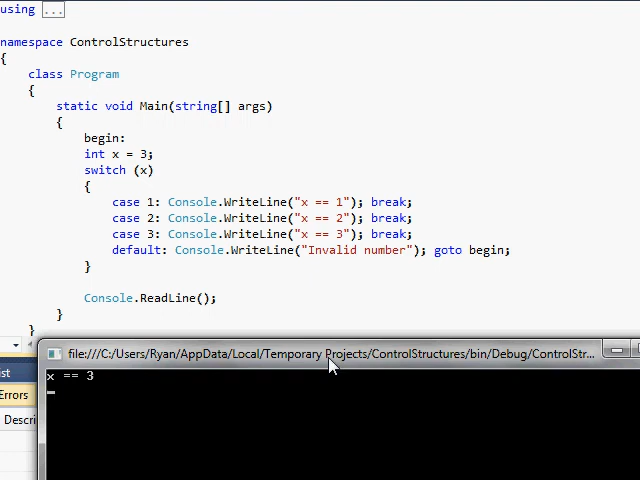 using ...
namespace ControlStructures
{
class Program
{
static void Main(string[] args)
{
begin:
int x = 3;
switch (x)
{
case 1: Console.WriteLine("x == 1"); break;
case 2: Console.WriteLine("x == 2"); break;
case 3: Console.WriteLine("x == 3"); break;
default: Console.WriteLine("Invalid number"); goto begin;
}
Console.ReadLine();
}
}
file:///C:/Users/Ryan/AppData/Local/Temporary Projects/ControlStructures/bin/Debug/ControlStr...
ist
x == 3
Errors
Descri